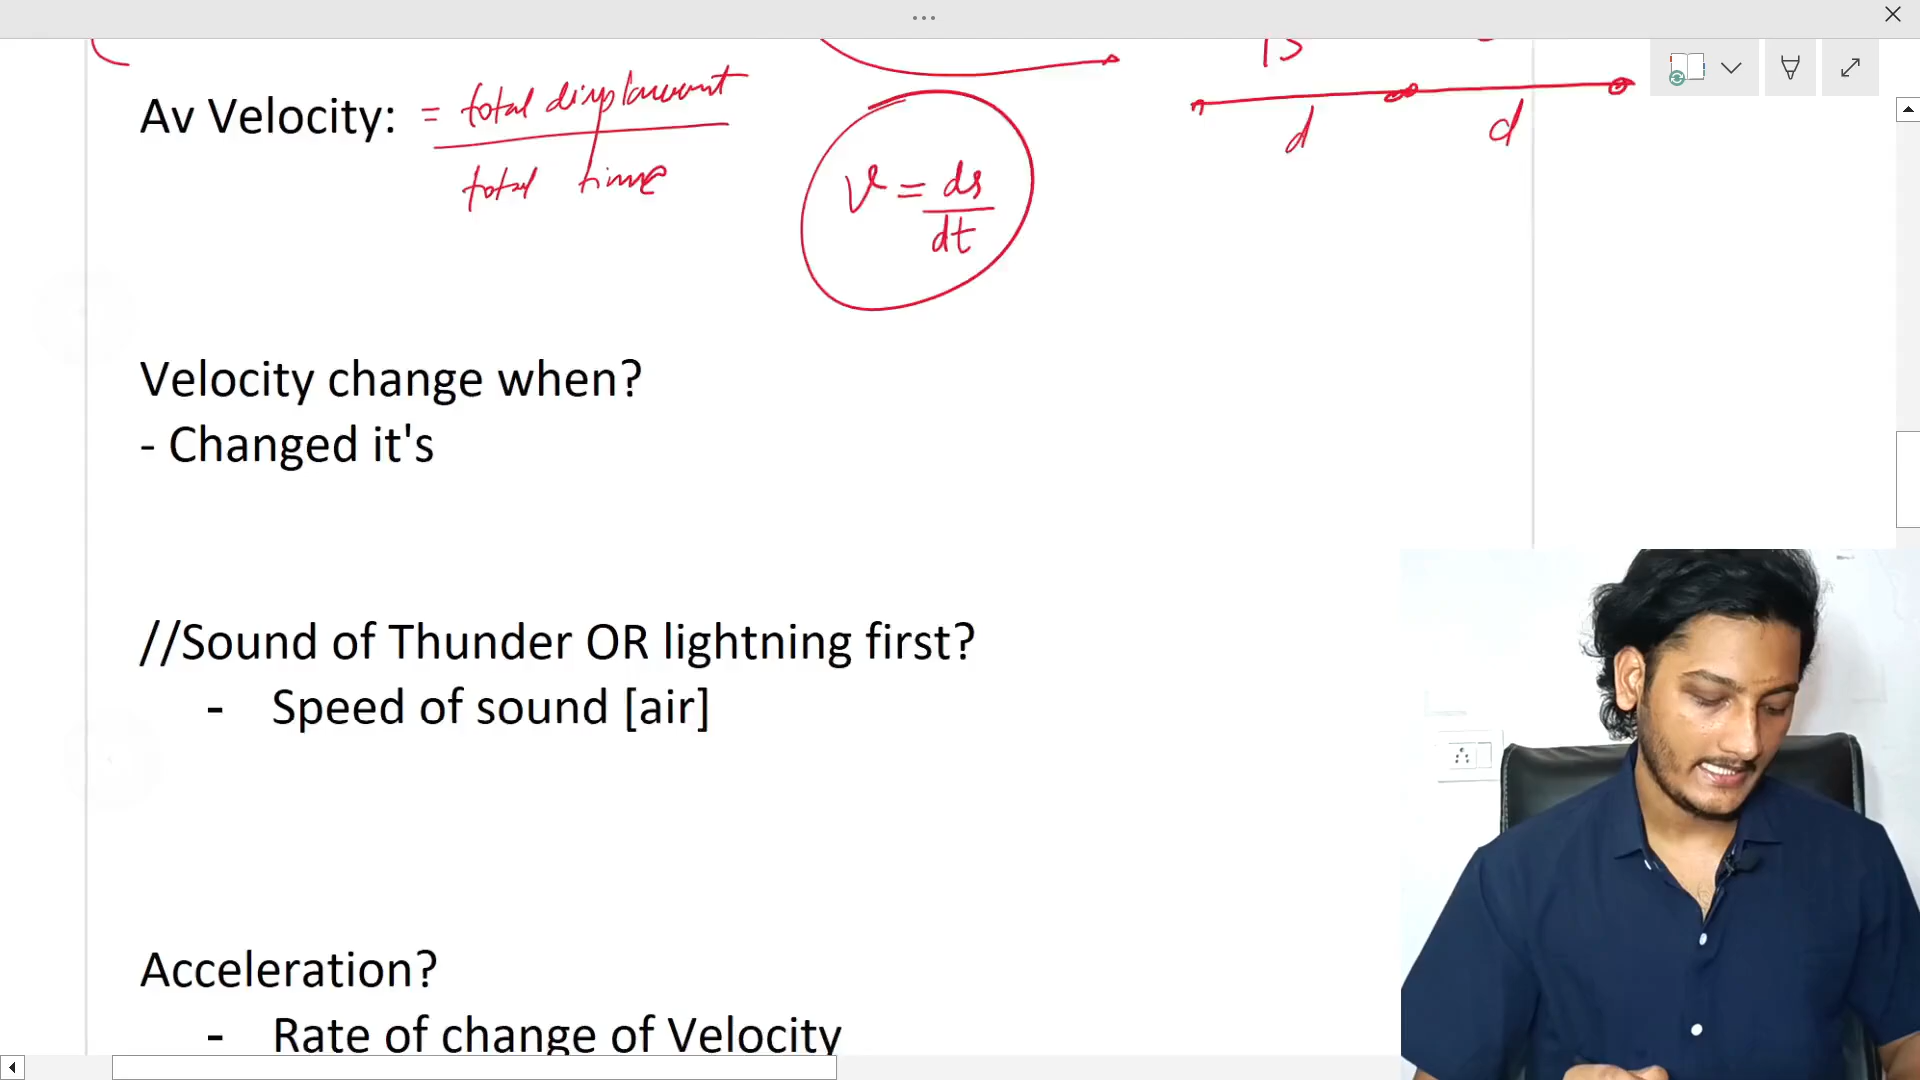 Av Velocity: = total displacement
total time
v = ds
dt
d d
Velocity change when?
- Changed it's
//Sound of Thunder OR lightning first?
- Speed of sound [air]
Acceleration?
- Rate of change of Velocity